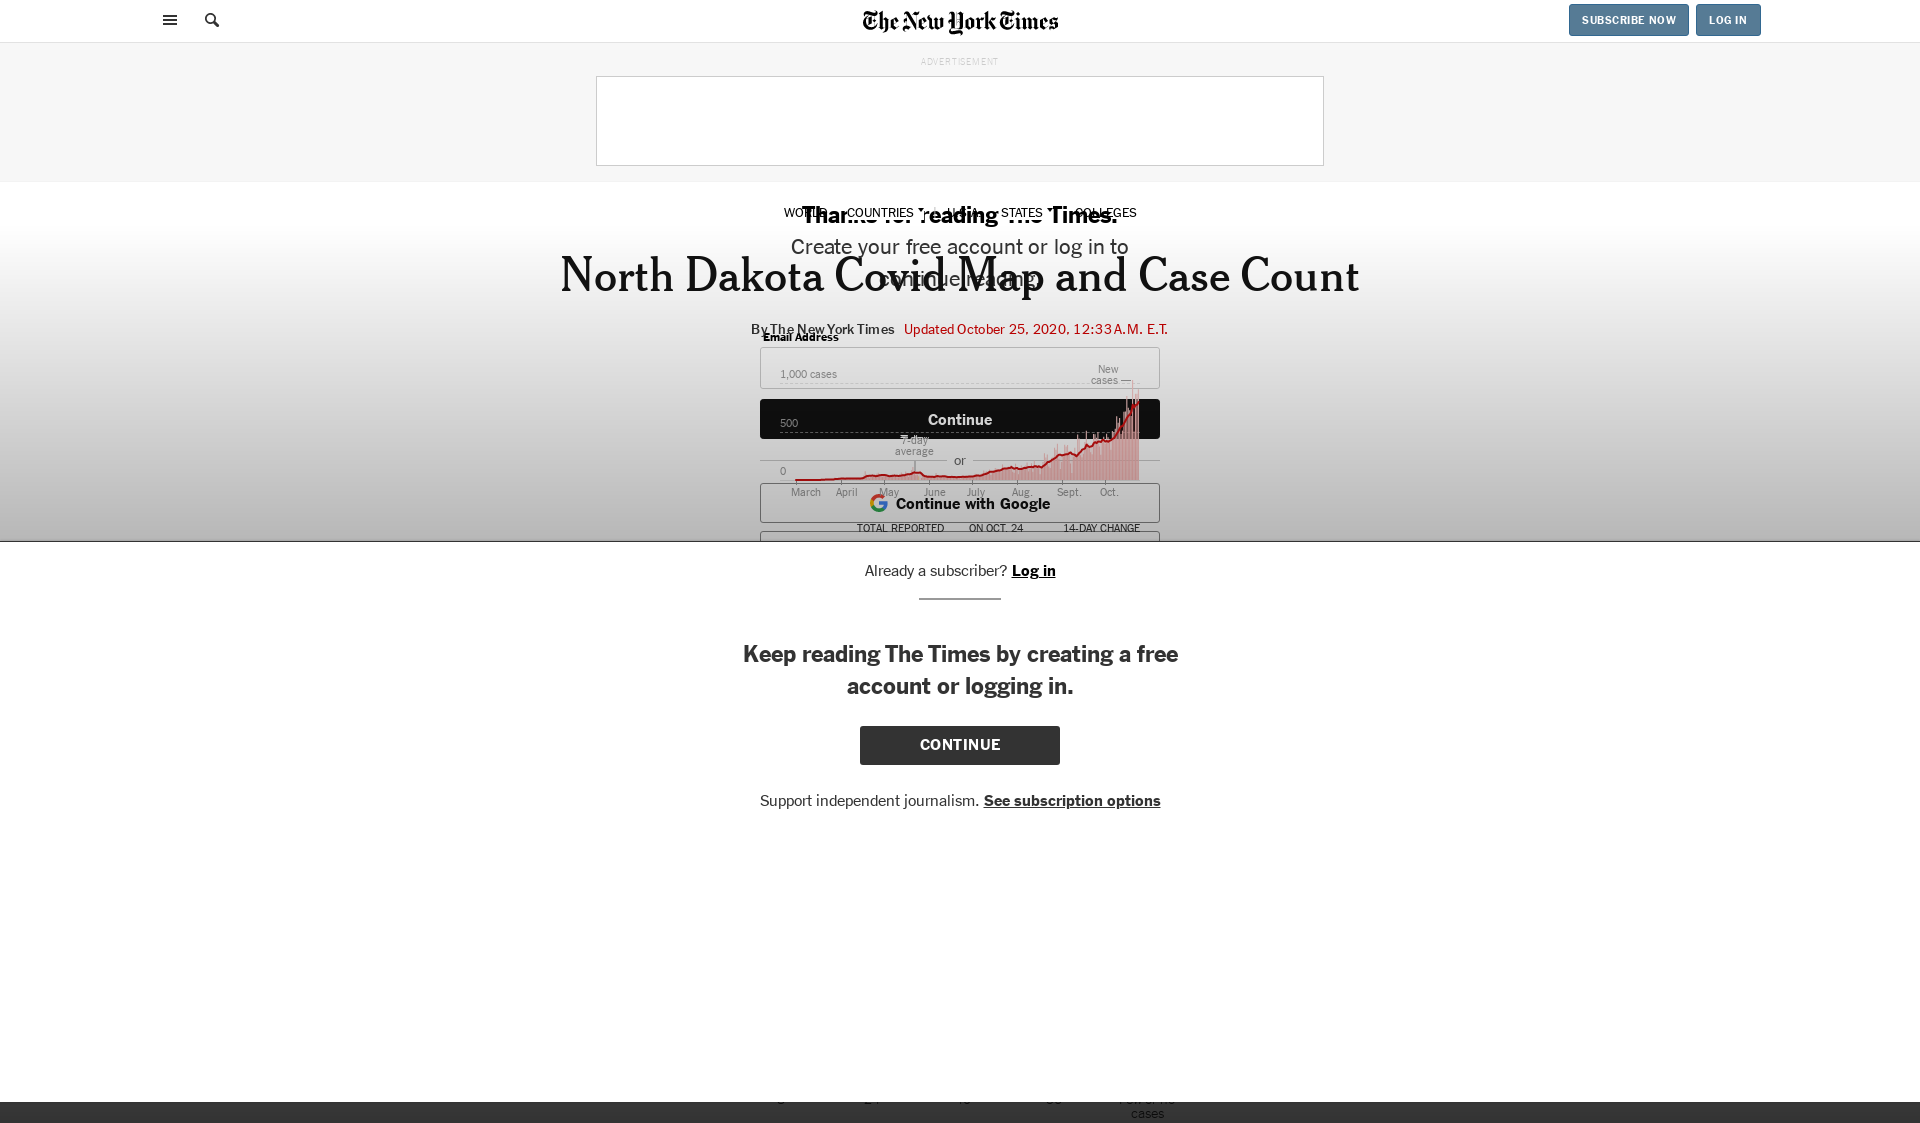 The New York Times
SUBSCRIBE NOW
LOG IN
ADVERTISEMENT
Thanks for reading The Times.
WORLD
COUNTRIES
U.S.A.
STATES
COLLEGES
Create your free account or log in to
continue reading.
North Dakota Covid Map and Case Count
By The New York Times
Updated October 25, 2020, 12:33 A.M. E.T.
Email Address
1,000 cases
New
cases
500
Continue
7-day
average
or
0
March
April
May
June
July
Aug.
Sept.
Oct.
Continue with Google
TOTAL REPORTED
ON OCT. 24
14-DAY CHANGE
Already a subscriber? Log in
Keep reading The Times by creating a free
account or logging in.
CONTINUE
Support independent journalism. See subscription options
cases